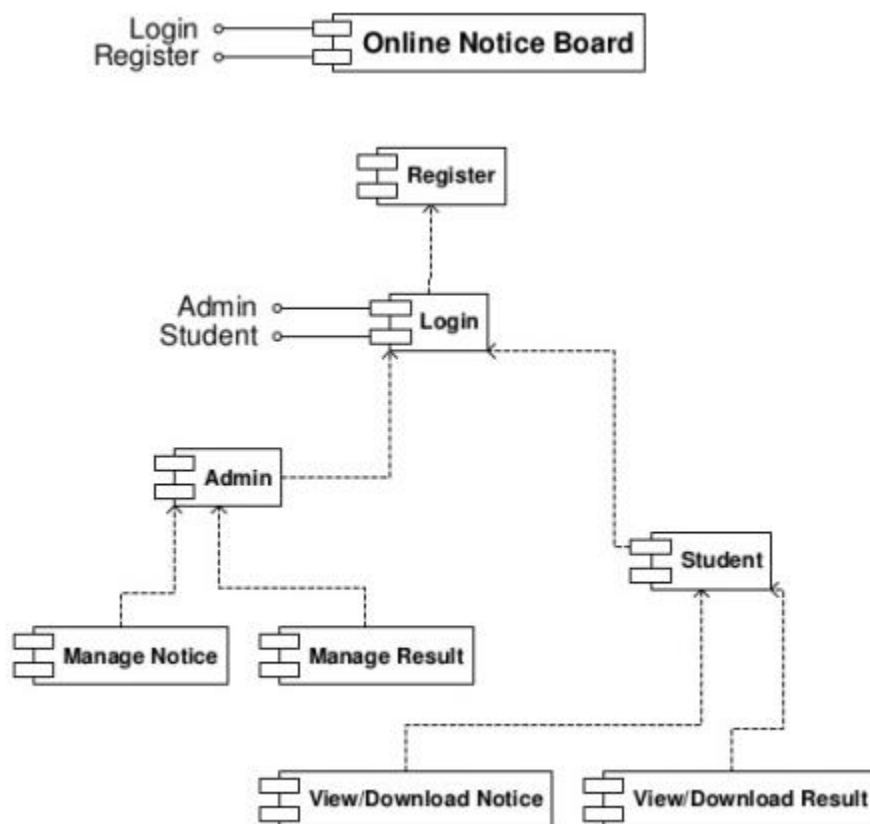 Login
Register
Online Notice Board
Register
Admin
Student
Login
Admin
Student
Manage Notice
Manage Result
View/Download Notice
View/Download Result